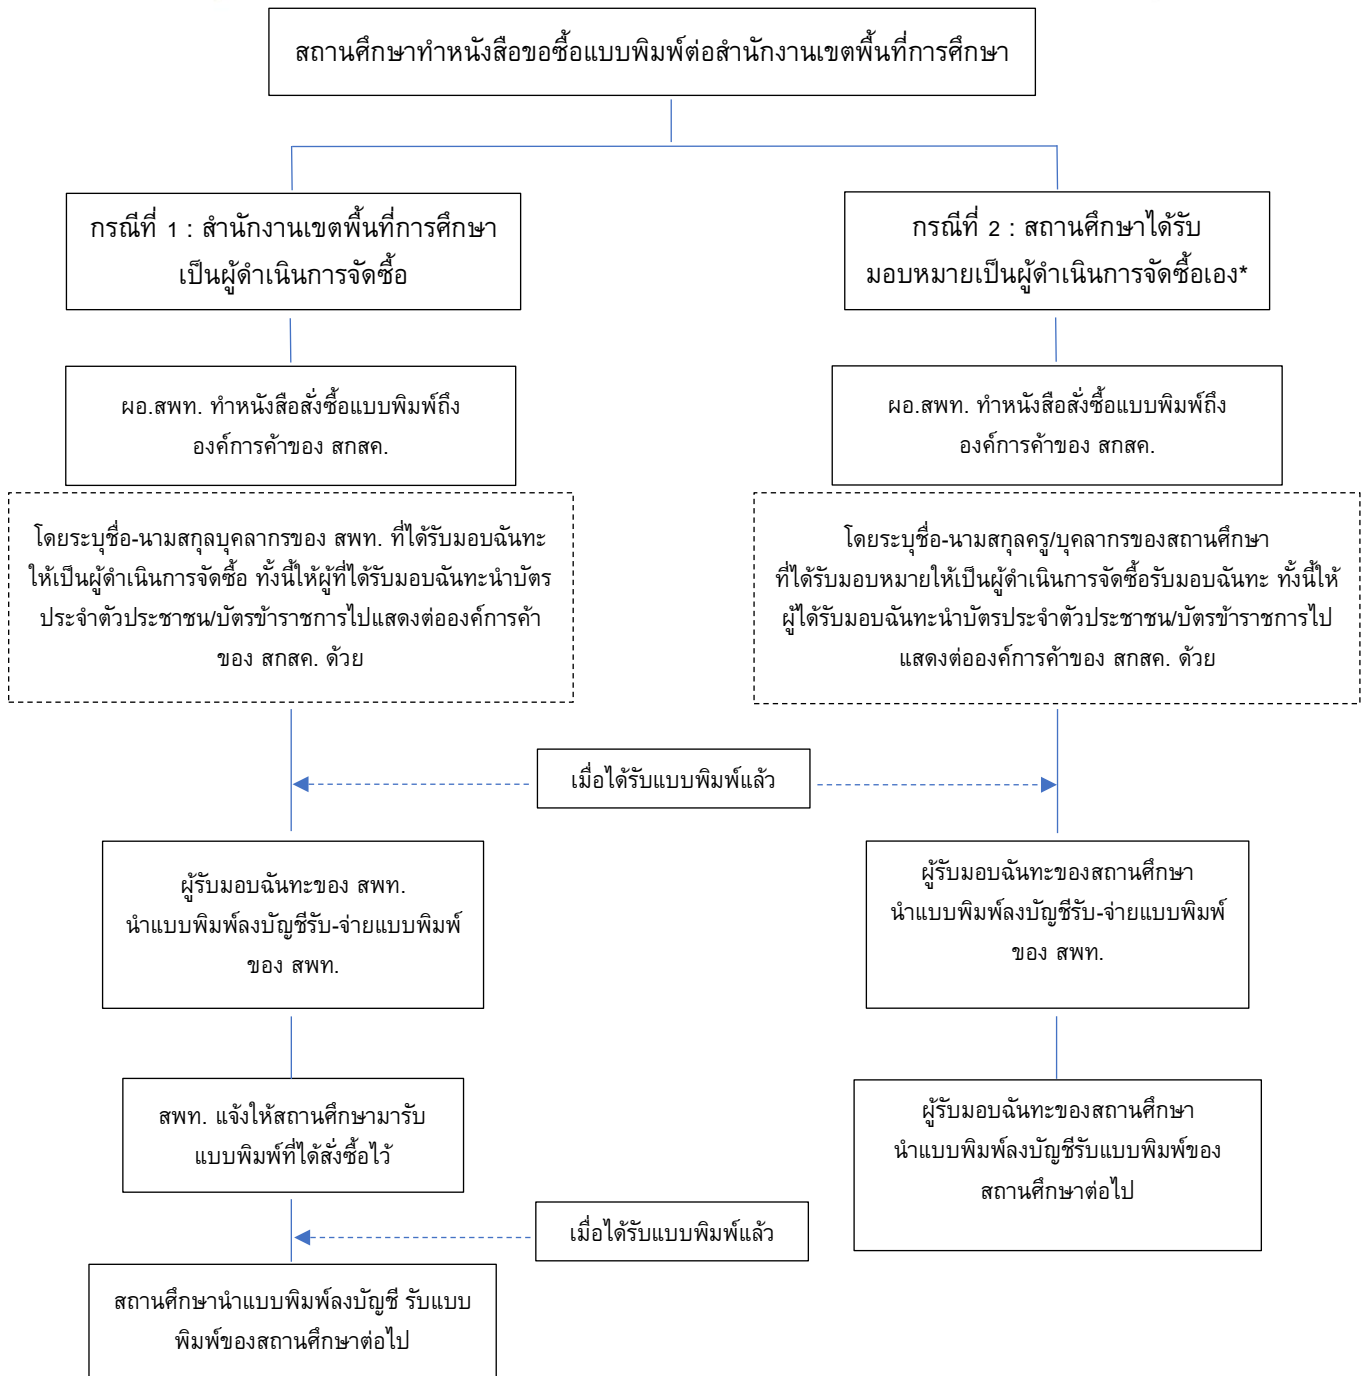 สถานศึกษาทำหนังสือขอซื้อแบบพิมพ์ต่อสำนักงานเขตพื้นที่การศึกษา
กรณีที่ 1 : สำนักงานเขตพื้นที่การศึกษา
เป็นผู้ดำเนินการจัดซื้อ
กรณีที่ 2 : สถานศึกษาได้รับ
มอบหมายเป็นผู้ดำเนินการจัดซื้อเอง*
ผอ.สพท. ทำหนังสือสั่งซื้อแบบพิมพ์ถึง
องค์การค้าของ สกสค.
ผอ.สพท. ทำหนังสือสั่งซื้อแบบพิมพ์ถึง
องค์การค้าของ สกสค.
โดยระบุชื่อ-นามสกุลบุคลากรของ สพท. ที่ได้รับมอบฉันทะ
ให้เป็นผู้ดำเนินการจัดซื้อ ทั้งนี้ให้ผู้ที่ได้รับมอบฉันทะนำบัตร
ประจำตัวประชาชน/บัตรข้าราชการไปแสดงต่อองค์การค้า
ของ สกสค. ด้วย
โดยระบุชื่อ-นามสกุลครู/บุคลากรของสถานศึกษา
ที่ได้รับมอบหมายให้เป็นผู้ดำเนินการจัดซื้อรับมอบฉันทะ ทั้งนี้ให้
ผู้ได้รับมอบฉันทะนำบัตรประจำตัวประชาชน/บัตรข้าราชการไป
แสดงต่อองค์การค้าของ สกสค. ด้วย
เมื่อได้รับแบบพิมพ์แล้ว
ผู้รับมอบฉันทะของ สพท.
นำแบบพิมพ์ลงบัญชีรับ-จ่ายแบบพิมพ์
ของ สพท.
ผู้รับมอบฉันทะของสถานศึกษา
นำแบบพิมพ์ลงบัญชีรับ-จ่ายแบบพิมพ์
ของ สพท.
สพท. แจ้งให้สถานศึกษามารับ
แบบพิมพ์ที่ได้สั่งซื้อไว้
ผู้รับมอบฉันทะของสถานศึกษา
นำแบบพิมพ์ลงบัญชีรับแบบพิมพ์ของ
สถานศึกษาต่อไป
เมื่อได้รับแบบพิมพ์แล้ว
สถานศึกษานำแบบพิมพ์ลงบัญชี รับแบบ
พิมพ์ของสถานศึกษาต่อไป